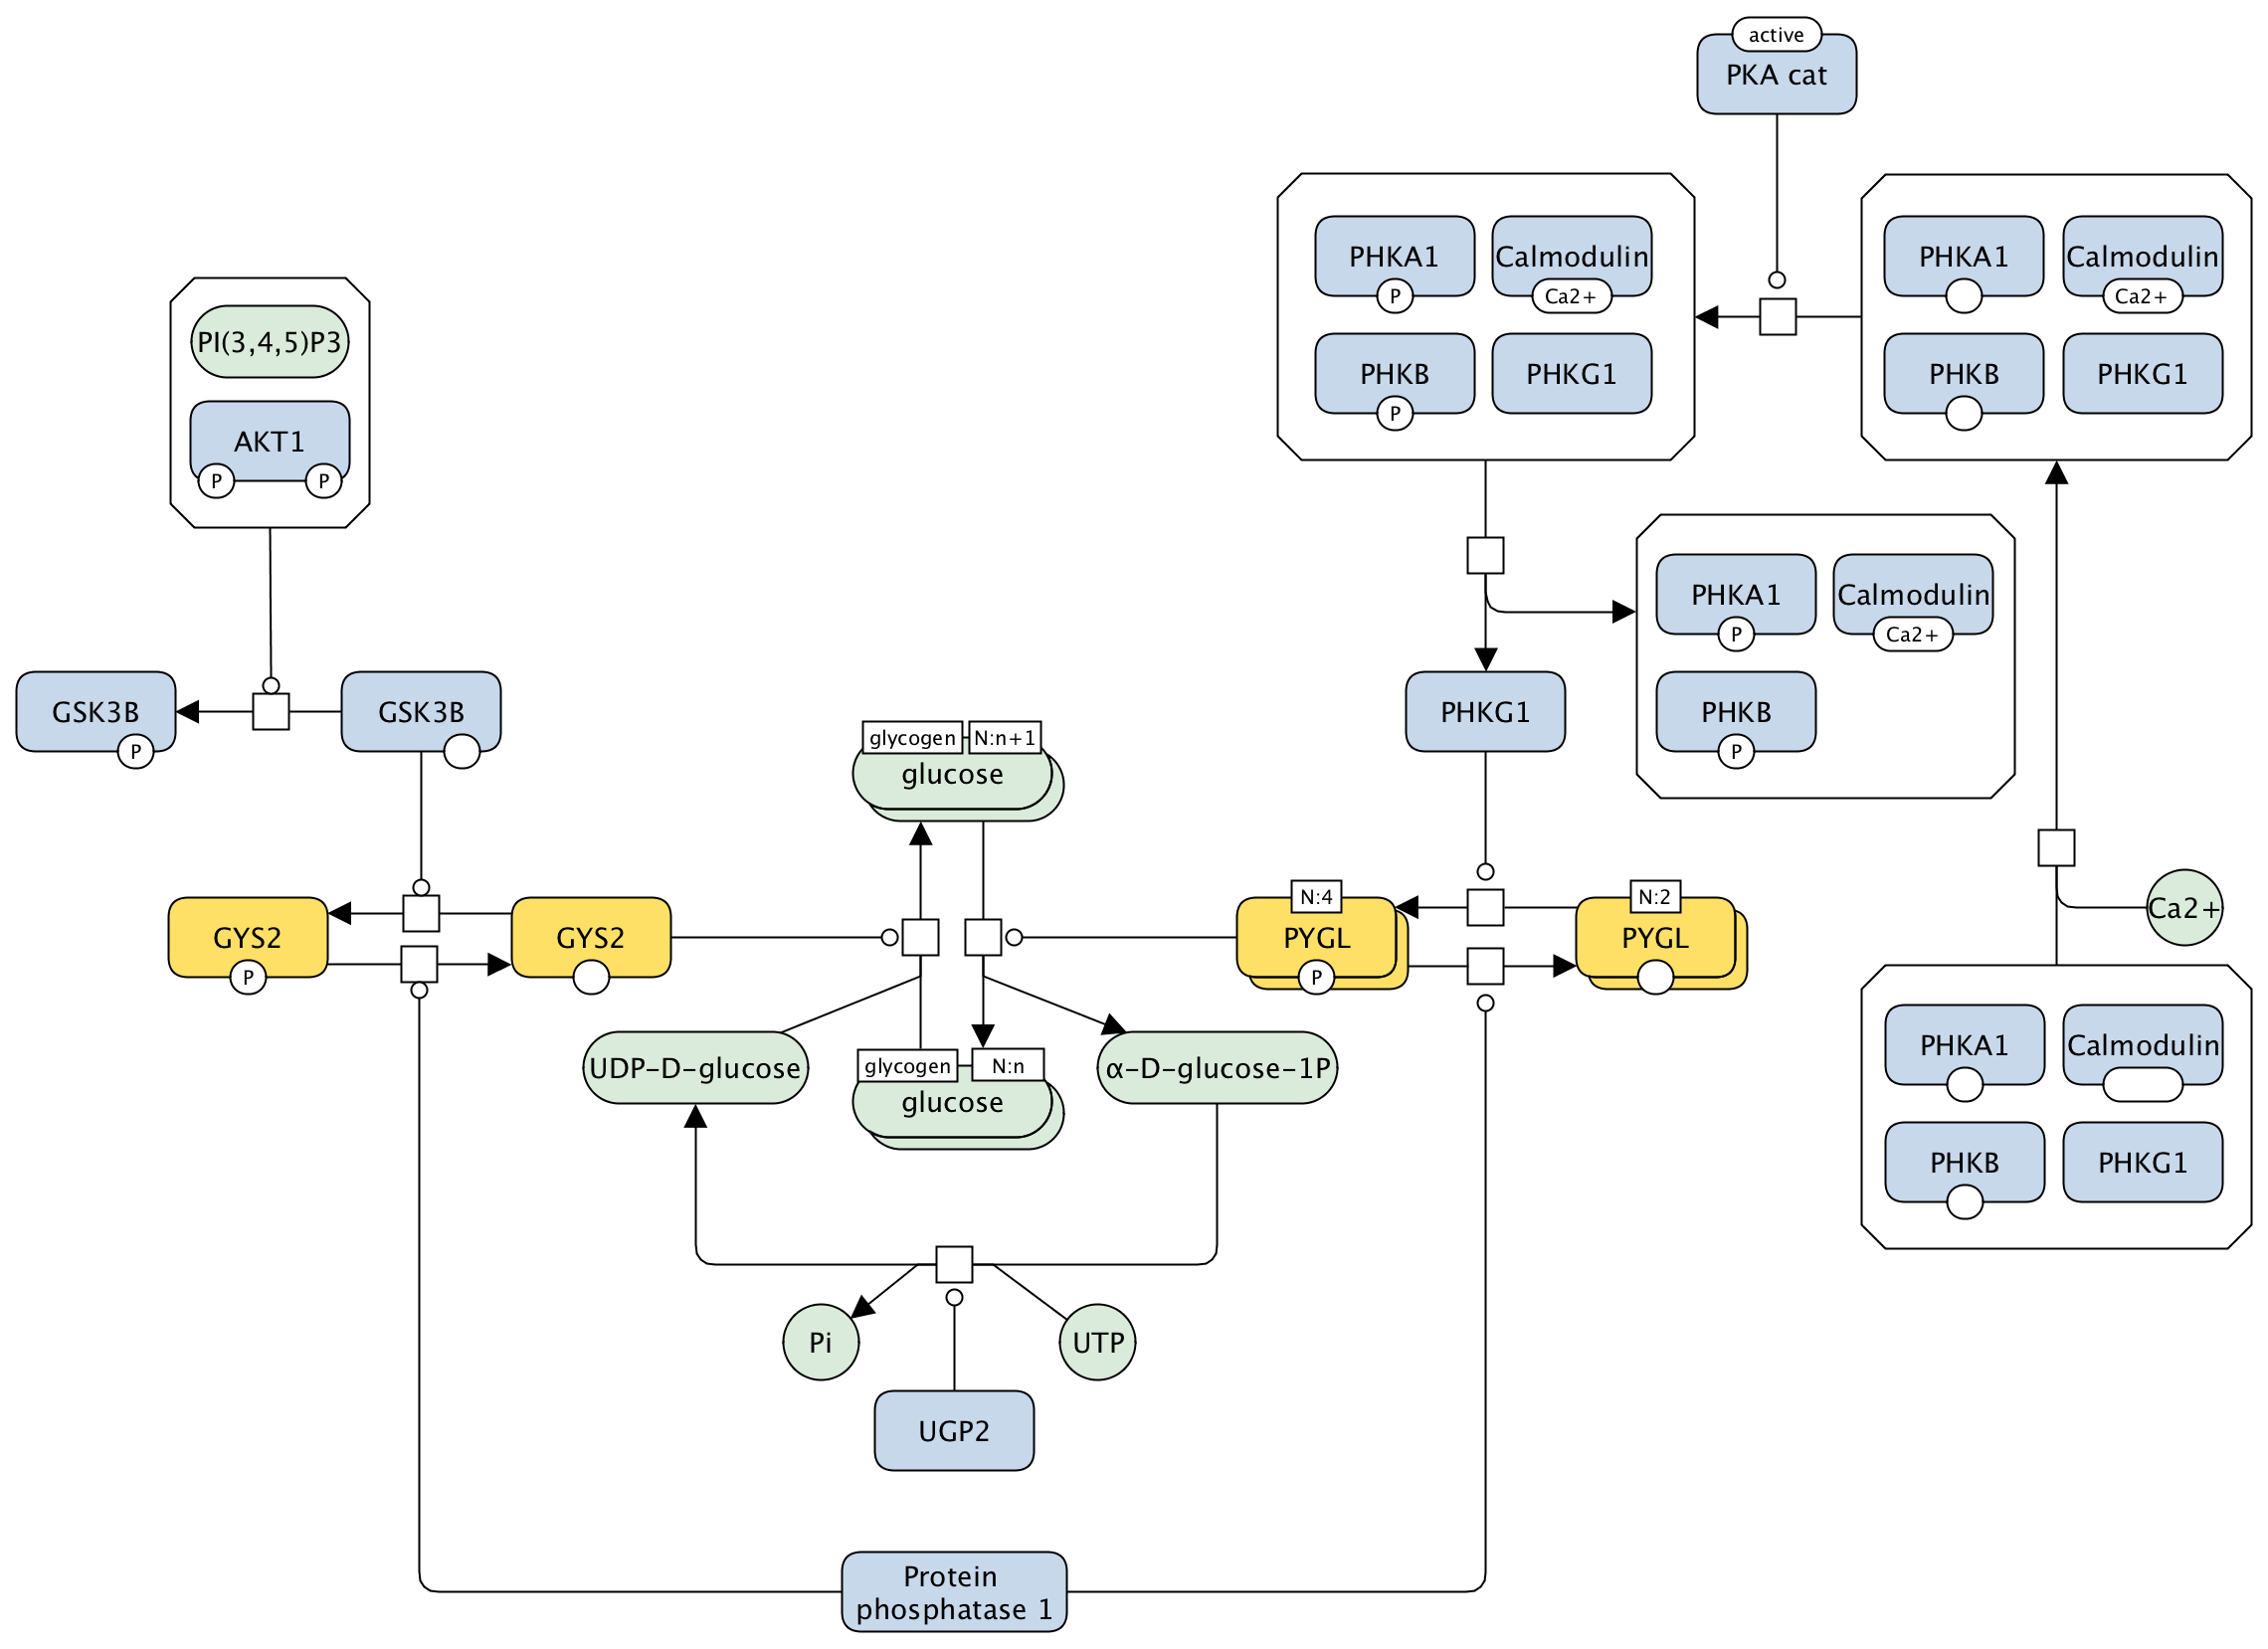 active
PKA cat
PHKA1
P
Calmodulin
Ca2+
PHKB
P
PHKG1
PHKA1
Calmodulin
Ca2+
PHKB
PHKG1
PI(3,4,5)P3
AKT1
P
P
PHKA1
P
Calmodulin
Ca2+
PHKB
P
GSK3B
P
GSK3B
PHKG1
glycogen
N:n+1
glucose
GYS2
P
GYS2
N:4
PYGL
P
N:2
PYGL
Ca2+
UDP-D-glucose
glycogen
N:n
glucose
α-D-glucose-1P
PHKA1
Calmodulin
PHKB
PHKG1
Pi
UTP
UGP2
Protein
phosphatase 1